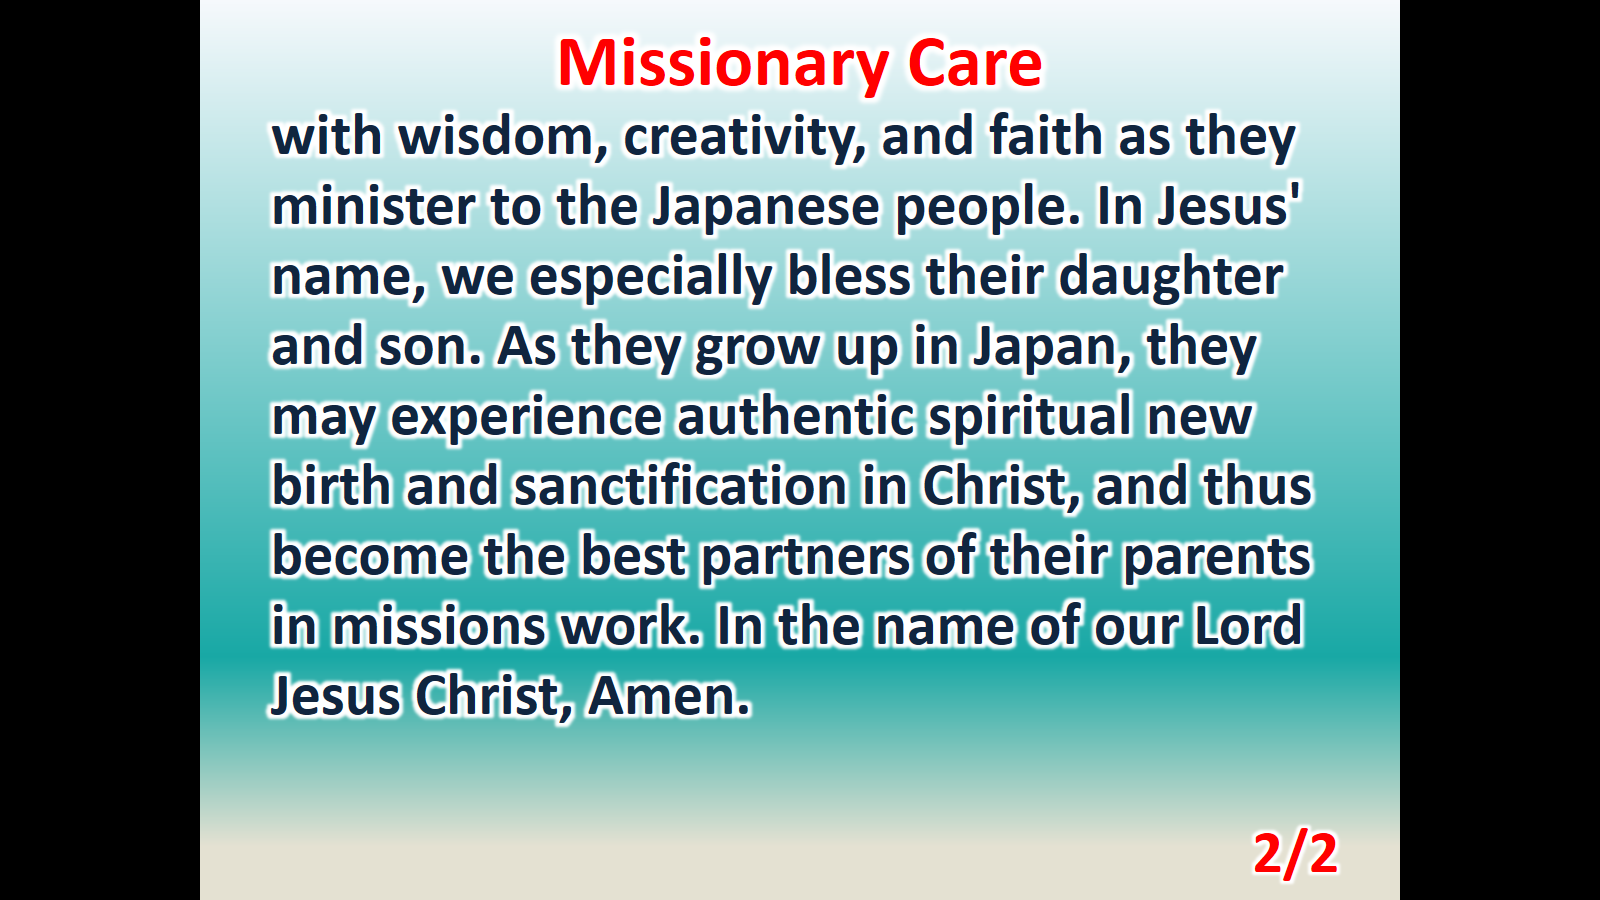 Missionary Care
with wisdom, creativity, and faith as they
minister to the Japanese people. In Jesus'
name, we especially bless their daughter
and son. As they grow up in Japan, they
may experience authentic spiritual new
birth and sanctification in Christ, and thus
become the best partners of their parents
in missions work. In the name of our Lord
Jesus Christ, Amen.
2/2